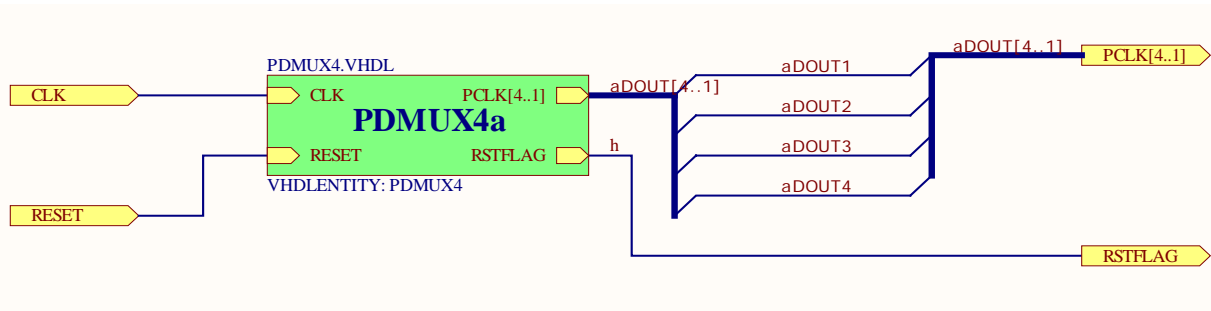 PDMUX4.VHDL
aDOUT[4..1]
PCLK[4..1]
aDOUT1
CLK
CLK
PCLK[4..1]
aDOUT[4..1]
PDMUX4a
aDOUT2
RESET
RSTFLAG
h
aDOUT3
VHDLENTITY: PDMUX4
aDOUT4
RESET
RSTFLAG